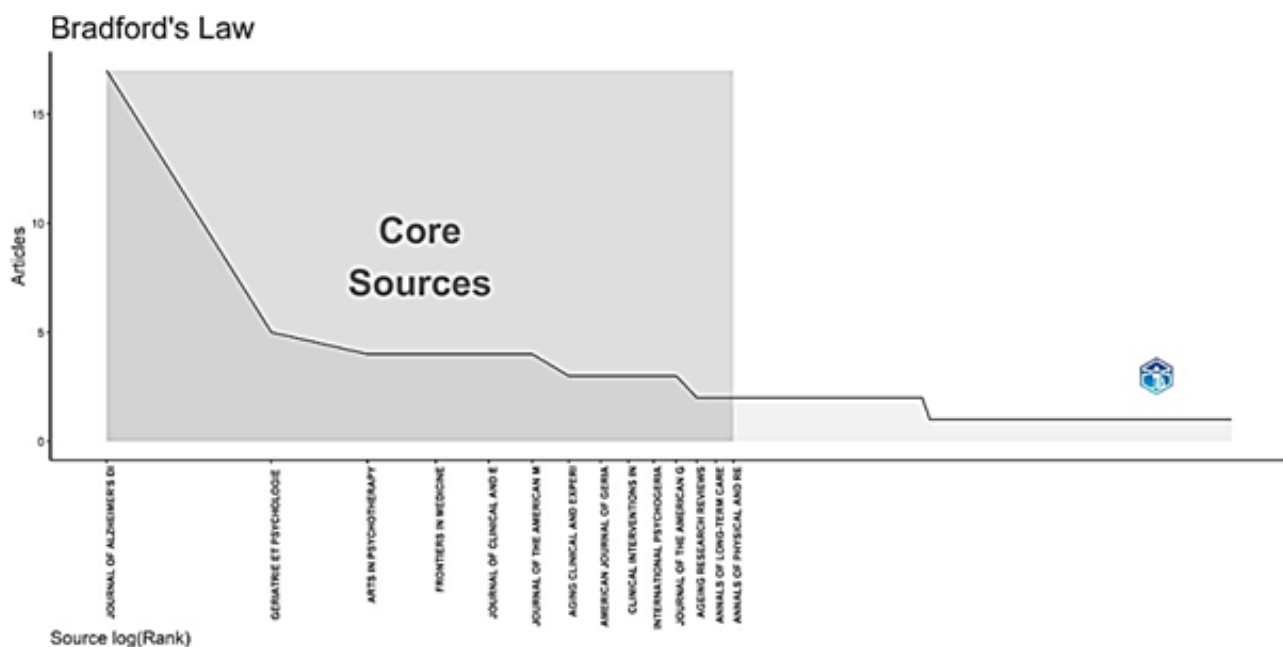 Bradford's Law
15
10
5
0
Articles
Core
Sources
JOURNAL OF ALZHEIMER'S DI
GERIATRIE ET PSYCHOLOGIE
ARTS IN PSYCHOTHERAPY
FRONTIERS IN MEDICINE
JOURNAL OF CLINICAL AND E
JOURNAL OF THE AMERICAN M
AGING CLINICAL AND EXPERI
AMERICAN JOURNAL OF GERIA
CLINICAL INTERVENTIONS IN
INTERNATIONAL PSYCHOGERIA
JOURNAL OF THE AMERICAN G
AGEING RESEARCH REVIEWS
ANNALS OF LONG-TERM CARE
ANNALS OF PHYSICAL AND RE
Source log(Rank)